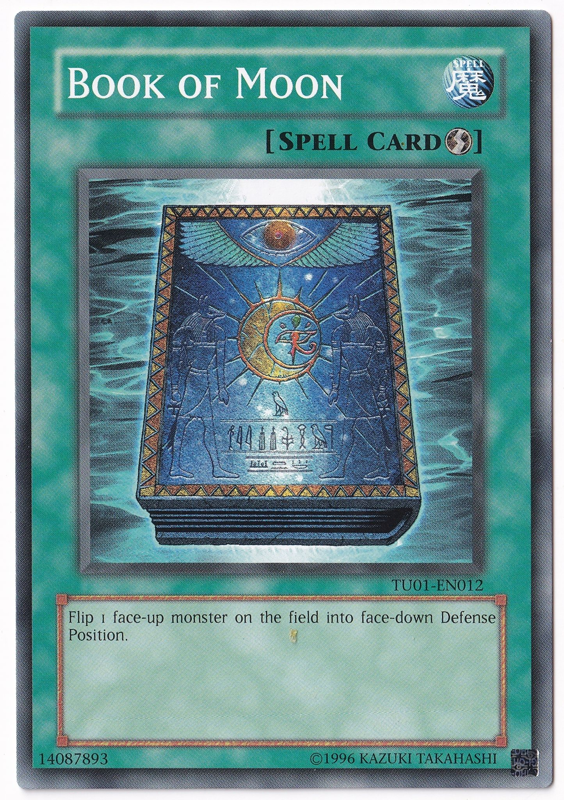 Book of Moon
SPELL
魔
[Spell Card]
TU01-EN012
Flip 1 face-up monster on the field into face-down Defense
Position.
14087893
©1996 KAZUKI TAKAHASHI